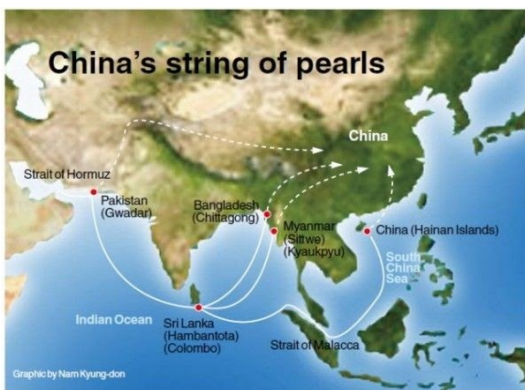 China's string of pearls
China
Strait of Hormuz
Pakistan
(Gwadar)
Bangladesh
(Chittagong)
Myanmar
(Sittwe)
(Kyaukpyu)
China (Hainan Islands)
South
China
Sea
Indian Ocean
Sri Lanka
(Hambantota)
(Colombo)
Strait of Malacca
Graphic by Nam Kyung-don